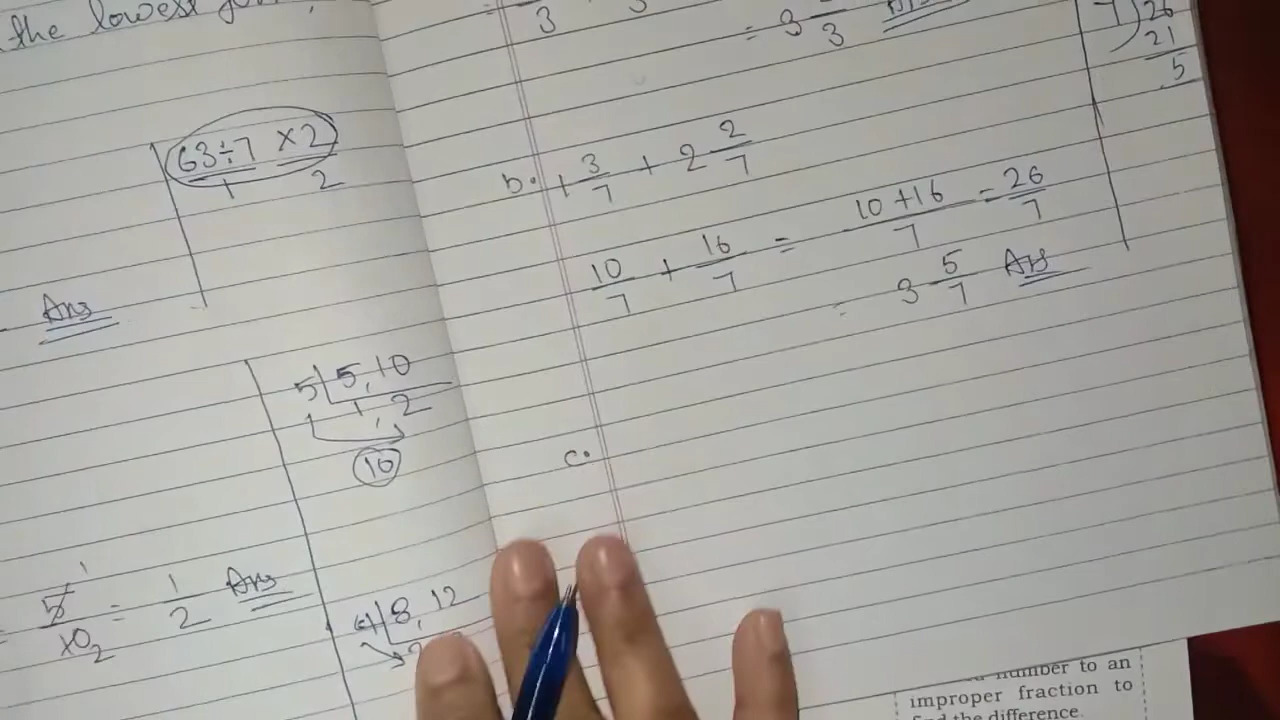 the lowest
63÷7 ×2
1 2
Ans
5 | 5, 10
1, 2
10
5 1
10 2
= 1/2 Ans
4 | 8, 12
3
= 3 /3 Ans
7 ) 26
21
5
b. 1 3/7 + 2 2/7
10/7 + 16/7 = 10+16/7 = 26/7
= 3 5/7 Ans
c.
number to an
improper fraction to
find the difference.